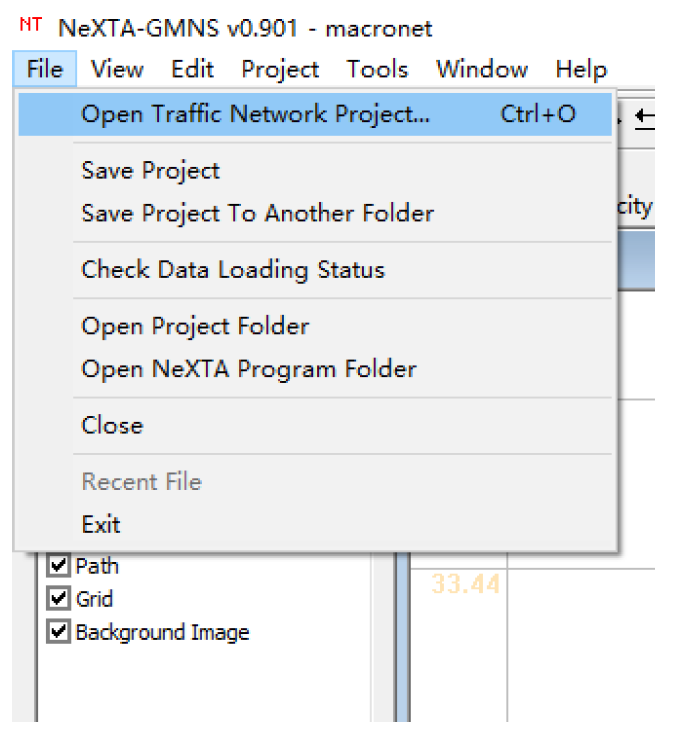 NT NeXTA-GMNS v0.901 - macronet
File View Edit Project Tools Window Help
Open Traffic Network Project... Ctrl+O
Save Project
Save Project To Another Folder
city
Check Data Loading Status
Open Project Folder
Open NeXTA Program Folder
Close
Recent File
Exit
Path
33.44
Grid
Background Image